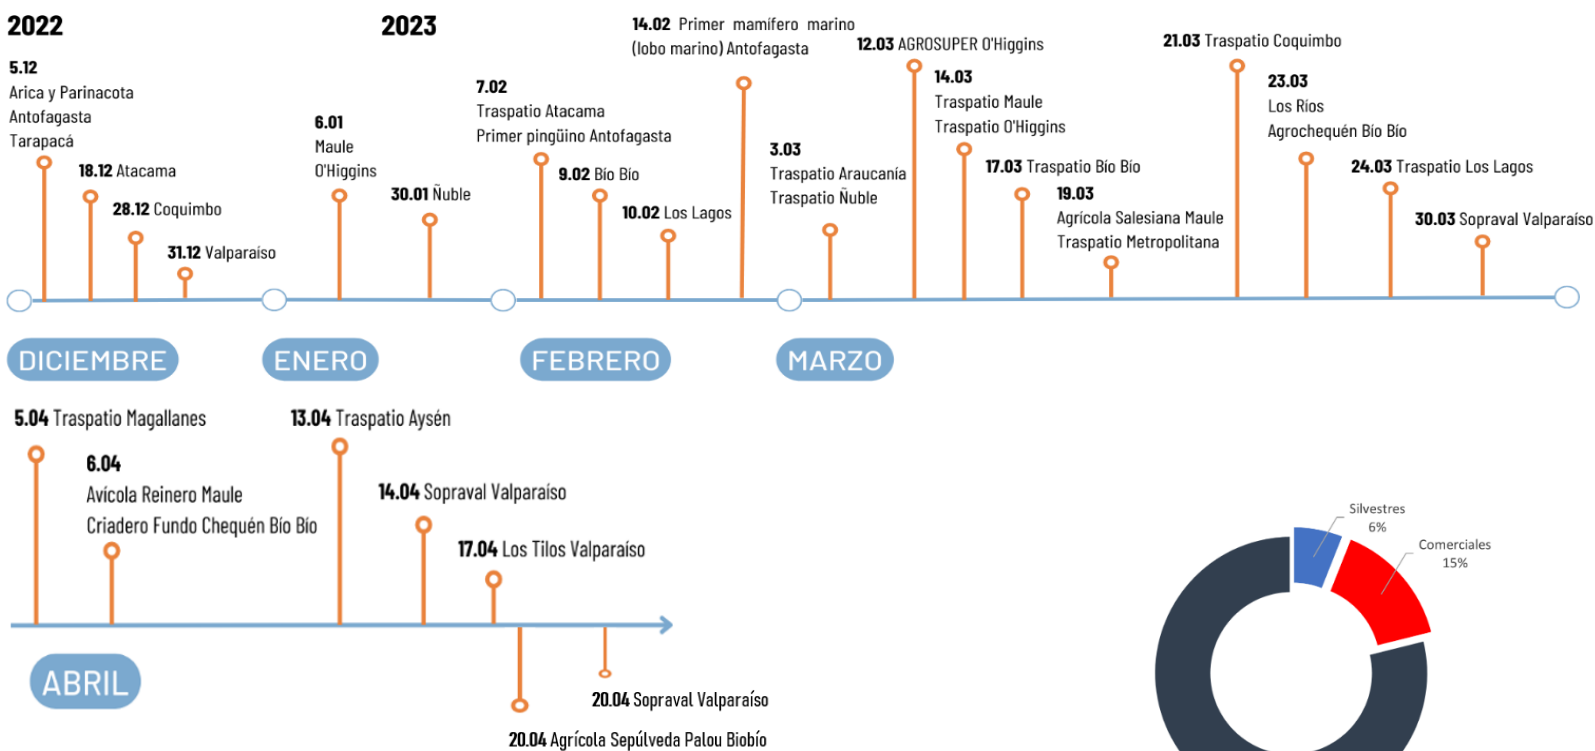 2022
2023
5.12
Arica y Parinacota
Antofagasta
Tarapacá
18.12 Atacama
28.12 Coquimbo
31.12 Valparaíso
6.01
Maule
O'Higgins
30.01 Ñuble
7.02
Traspatio Atacama
Primer pingüino Antofagasta
9.02 Bío Bío
10.02 Los Lagos
14.02 Primer mamífero marino
(lobo marino) Antofagasta
3.03
Traspatio Araucanía
Traspatio Ñuble
12.03 AGROSUPER O'Higgins
14.03
Traspatio Maule
Traspatio O'Higgins
17.03 Traspatio Bío Bío
19.03
Agrícola Salesiana Maule
Traspatio Metropolitana
21.03 Traspatio Coquimbo
23.03
Los Ríos
Agrochequén Bío Bío
24.03 Traspatio Los Lagos
30.03 Sopraval Valparaíso
DICIEMBRE
ENERO
FEBRERO
MARZO
5.04 Traspatio Magallanes
6.04
Avícola Reinero Maule
Criadero Fundo Chequén Bío Bío
13.04 Traspatio Aysén
14.04 Sopraval Valparaíso
17.04 Los Tilos Valparaíso
ABRIL
20.04 Sopraval Valparaíso
20.04 Agrícola Sepúlveda Palou Biobío
Silvestres
6%
Comerciales
15%